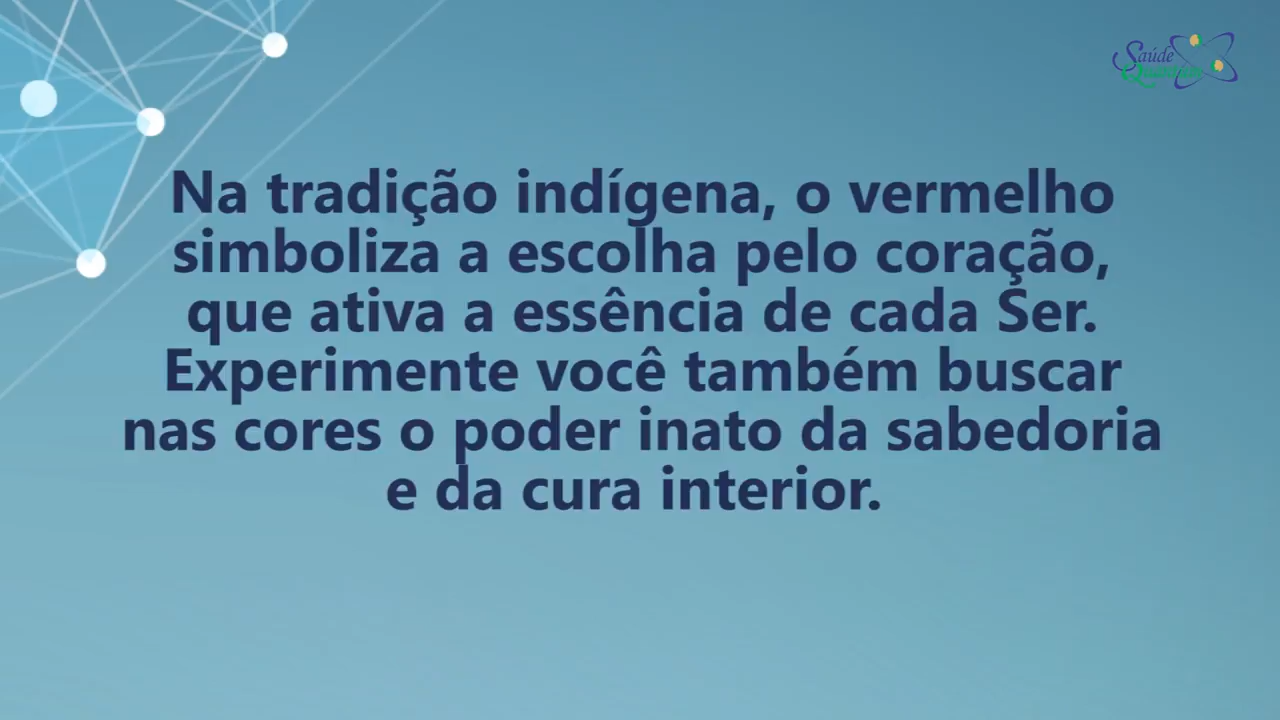 Saúde
Quantum
Na tradição indígena, o vermelho
simboliza a escolha pelo coração,
que ativa a essência de cada Ser.
Experimente você também buscar
nas cores o poder inato da sabedoria
e da cura interior.